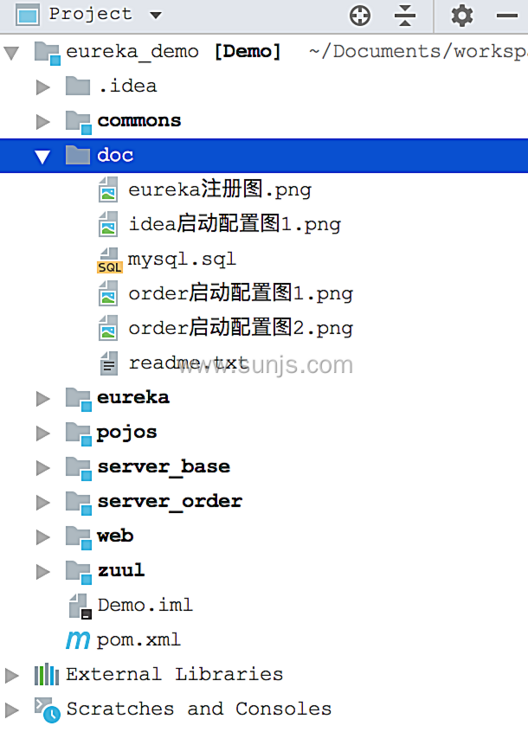 Project
eureka_demo [Demo] ~/Documents/worksp
.idea
commons
doc
eureka注册图.png
idea启动配置图1.png
SQL mysql.sql
order启动配置图1.png
order启动配置图2.png
readme.txt
www.sunjs.com
eureka
pojos
server_base
server_order
web
zuul
Demo.iml
m pom.xml
External Libraries
Scratches and Consoles